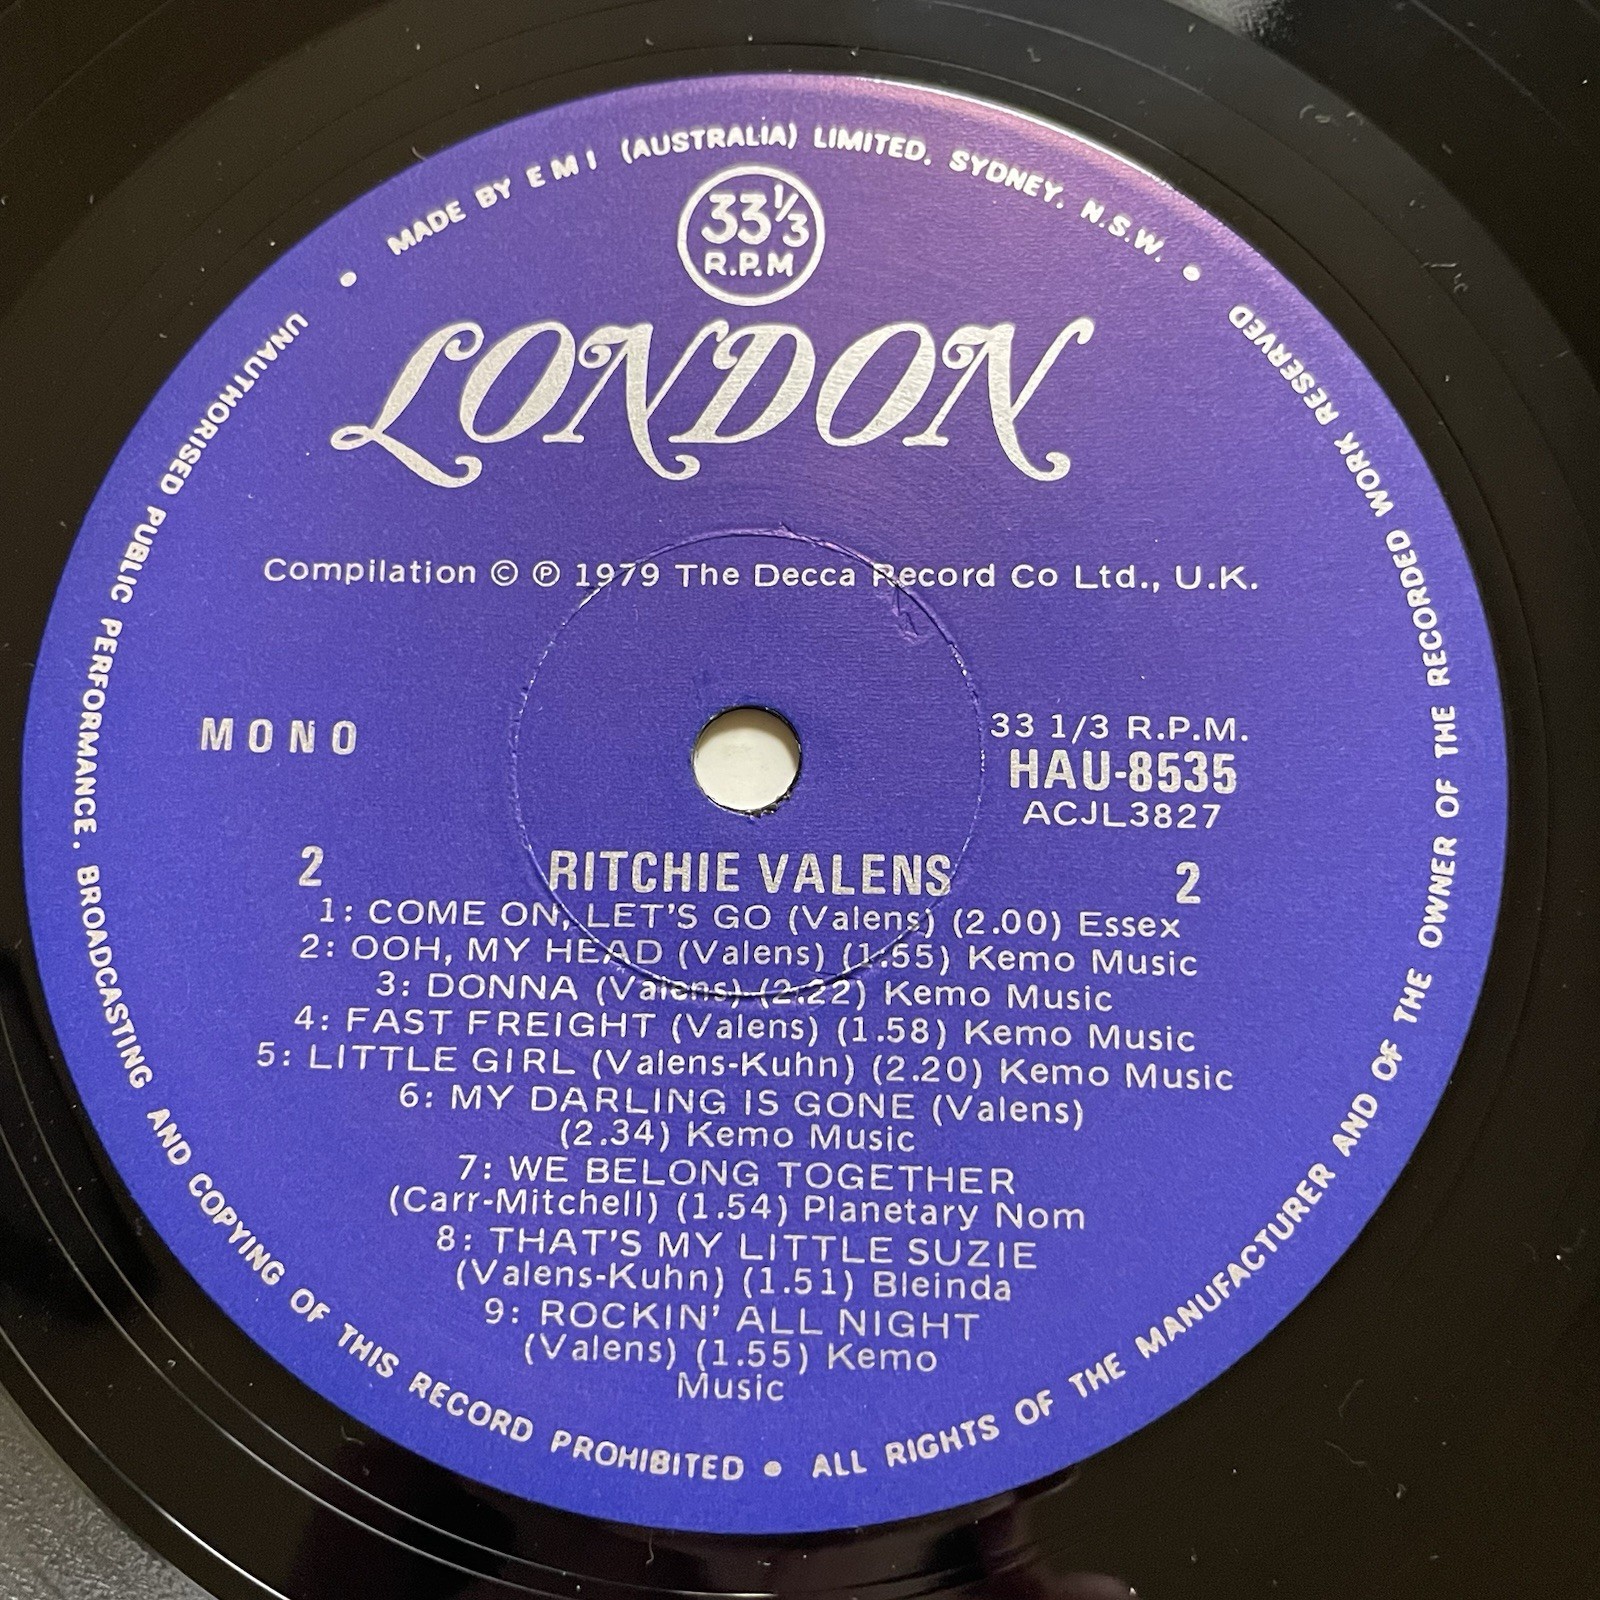 MADE BY E M I (AUSTRALIA) LIMITED. SYDNEY. N.S.W.
33⅓
R.P.M
LONDON
Compilation © ℗ 1979 The Decca Record Co Ltd., U.K.
MONO
33 1/3 R.P.M.
HAU-8535
ACJL3827
2 RITCHIE VALENS 2
1: COME ON, LET'S GO (Valens) (2.00) Essex
2: OOH, MY HEAD (Valens) (1.55) Kemo Music
3: DONNA (Valens) (2.22) Kemo Music
4: FAST FREIGHT (Valens) (1.58) Kemo Music
5: LITTLE GIRL (Valens-Kuhn) (2.20) Kemo Music
6: MY DARLING IS GONE (Valens)
(2.34) Kemo Music
7: WE BELONG TOGETHER
(Carr-Mitchell) (1.54) Planetary Nom
8: THAT'S MY LITTLE SUZIE
(Valens-Kuhn) (1.51) Bleinda
9: ROCKIN' ALL NIGHT
(Valens) (1.55) Kemo
Music
UNAUTHORISED PUBLIC PERFORMANCE. BROADCASTING AND COPYING OF THIS RECORD PROHIBITED • ALL RIGHTS OF THE MANUFACTURER AND OF THE OWNER OF THE RECORDED WORK RESERVED